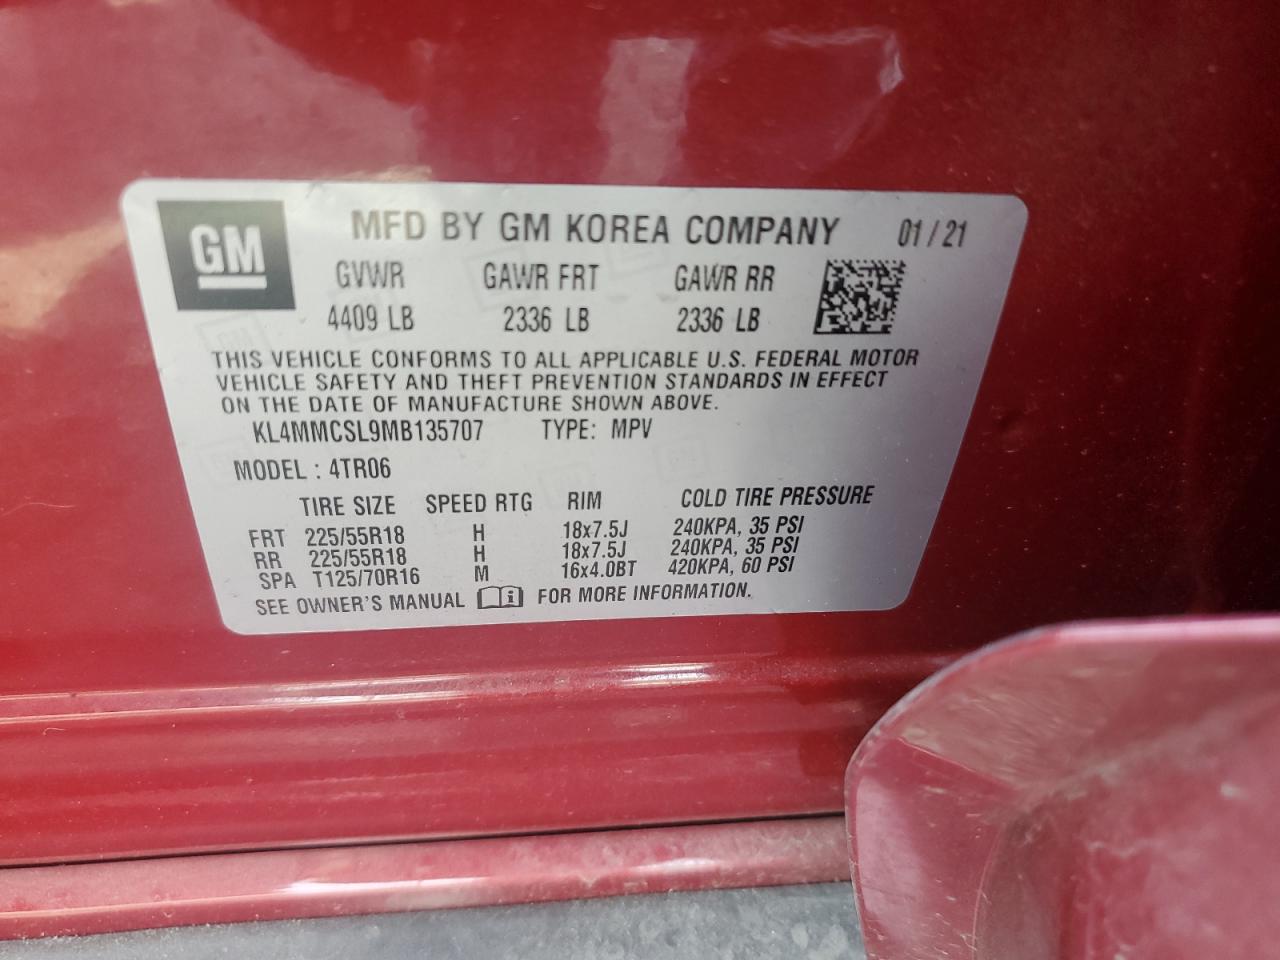 GM MFD BY GM KOREA COMPANY 01/21
GVWR GAWR FRT GAWR RR
4409 LB 2336 LB 2336 LB
THIS VEHICLE CONFORMS TO ALL APPLICABLE U.S. FEDERAL MOTOR
VEHICLE SAFETY AND THEFT PREVENTION STANDARDS IN EFFECT
ON THE DATE OF MANUFACTURE SHOWN ABOVE.
KL4MMCSL9MB135707 TYPE: MPV
MODEL : 4TR06
TIRE SIZE SPEED RTG RIM COLD TIRE PRESSURE
FRT 225/55R18 H 18x7.5J 240KPA, 35 PSI
RR 225/55R18 H 18x7.5J 240KPA, 35 PSI
SPA T125/70R16 M 16x4.0BT 420KPA, 60 PSI
SEE OWNER'S MANUAL i FOR MORE INFORMATION.